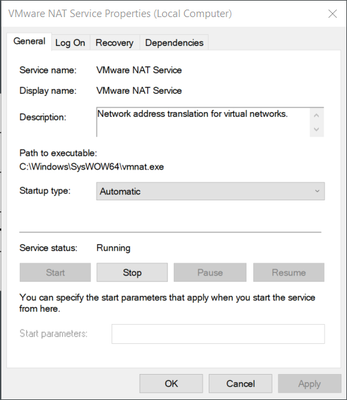 VMware NAT Service Properties (Local Computer)
General Log On Recovery Dependencies
Service name: VMware NAT Service
Display name: VMware NAT Service
Description: Network address translation for virtual networks.
Path to executable:
C:\Windows\SysWOW64\vmnat.exe
Startup type: Automatic
Service status: Running
Start Stop Pause Resume
You can specify the start parameters that apply when you start the service
from here.
Start parameters:
OK Cancel Apply